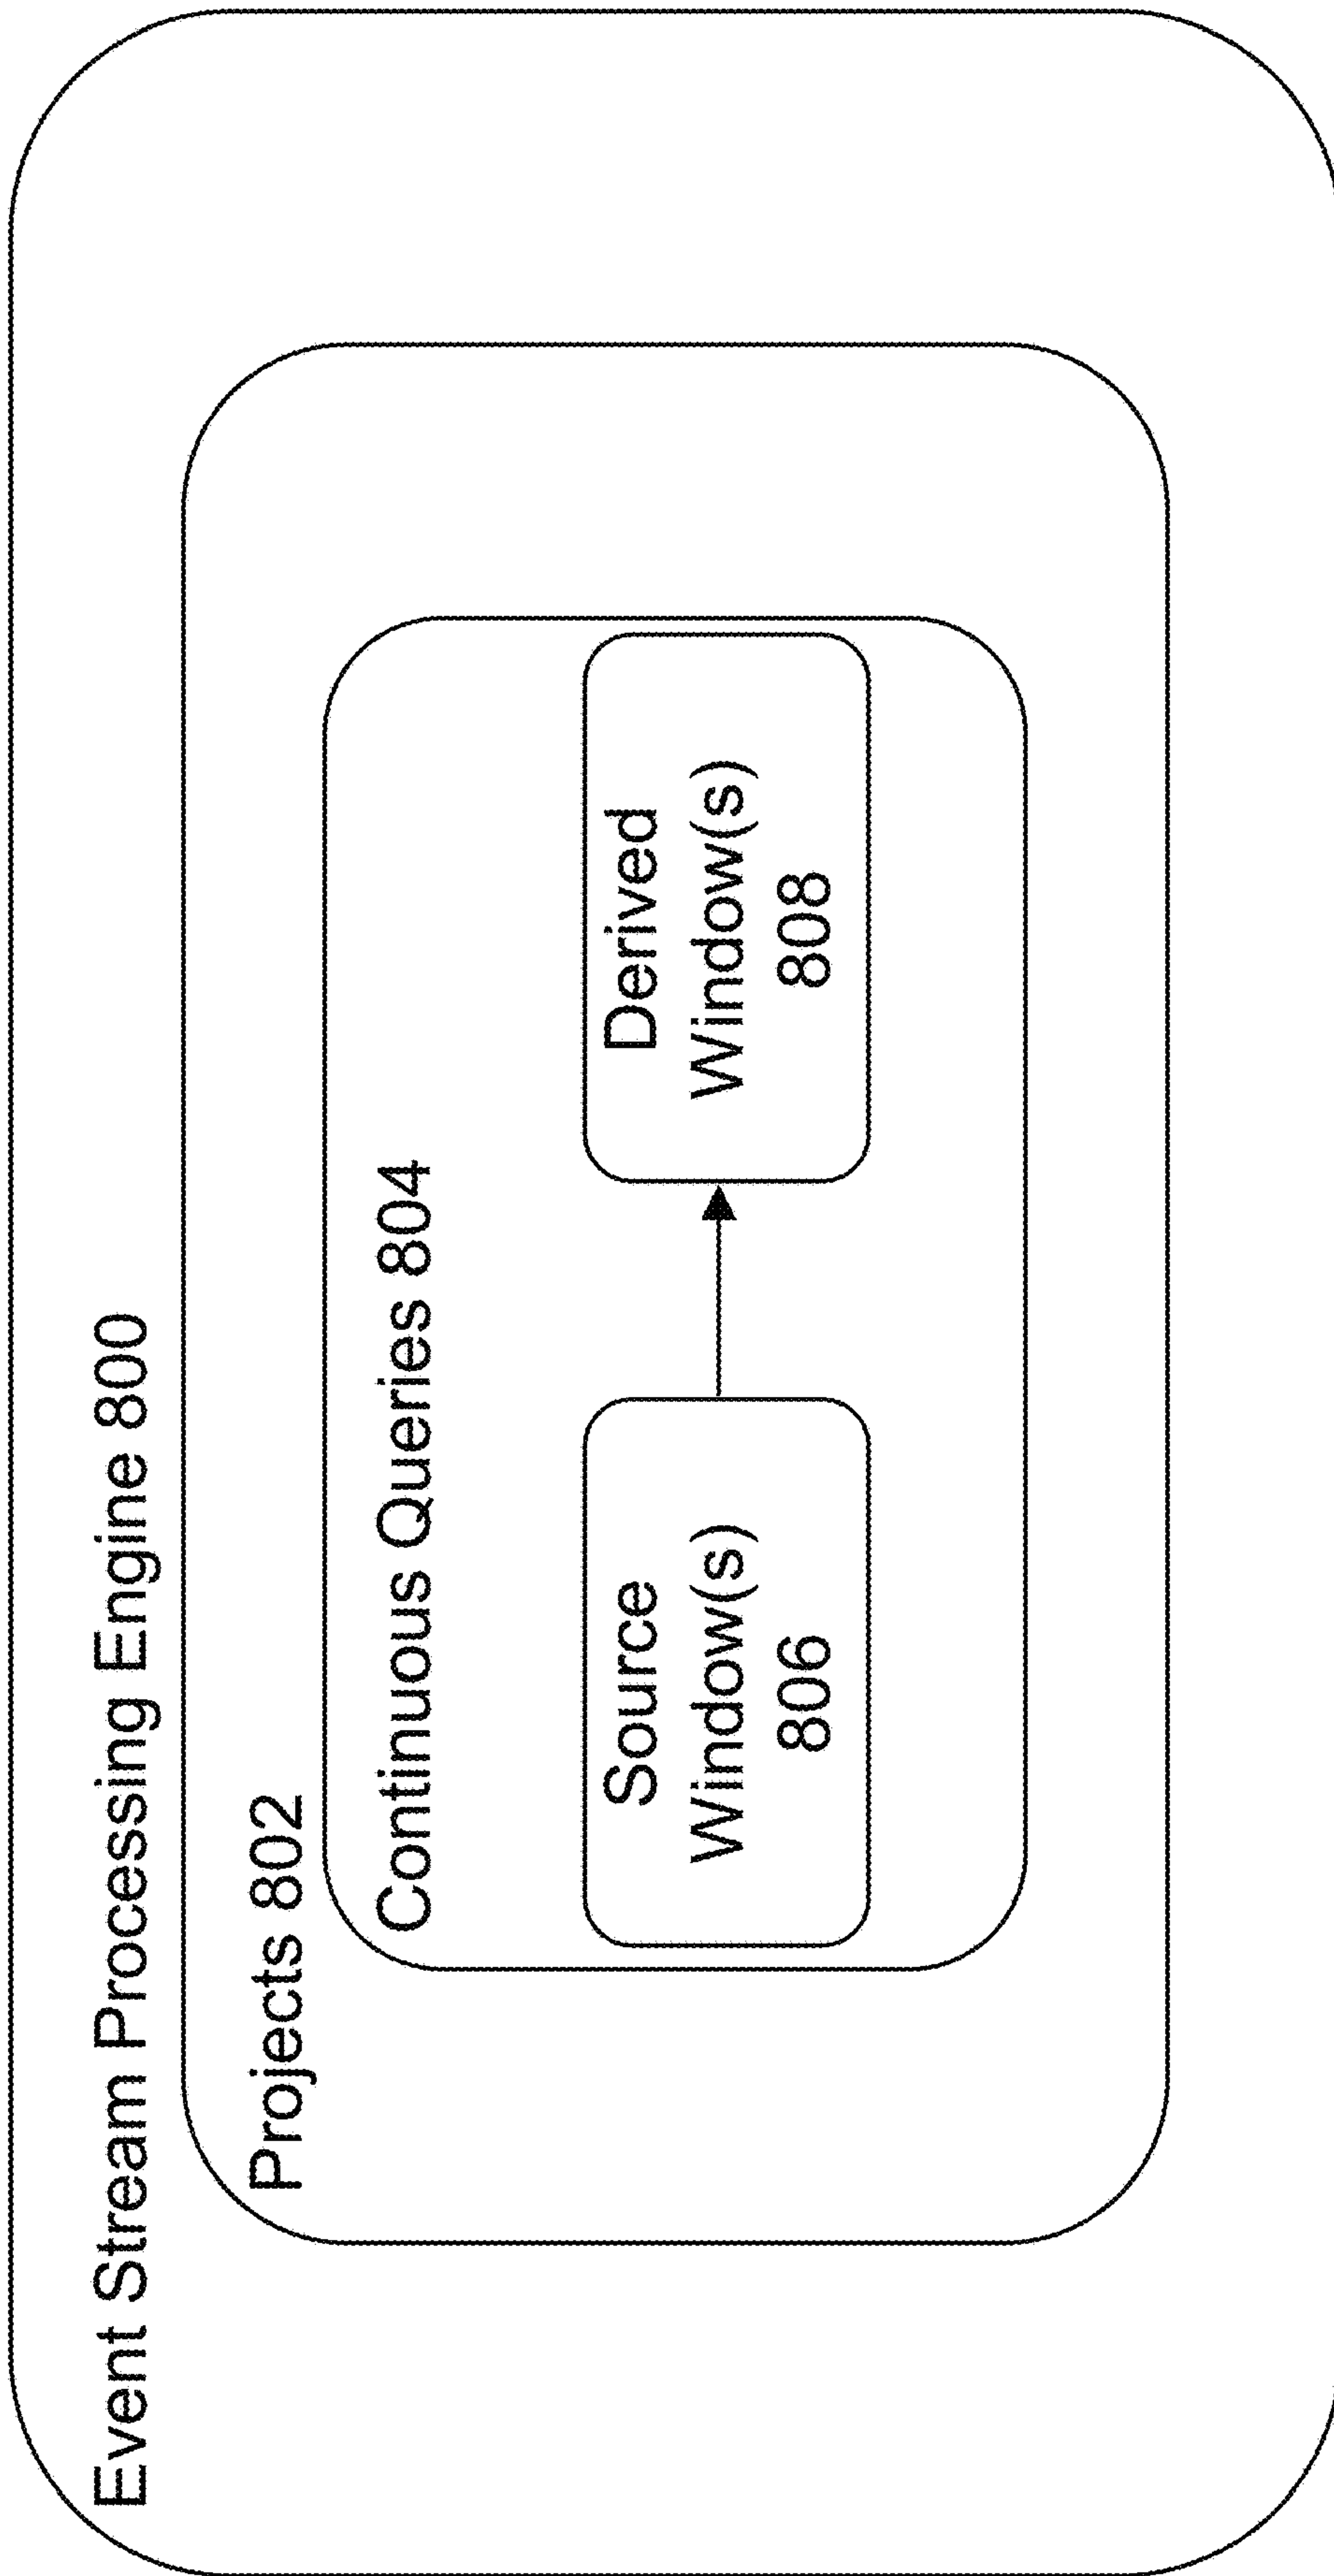 Event Stream Processing Engine 800
Projects 802
Continuous Queries 804
Source
Window(s)
806
Derived
Window(s)
808